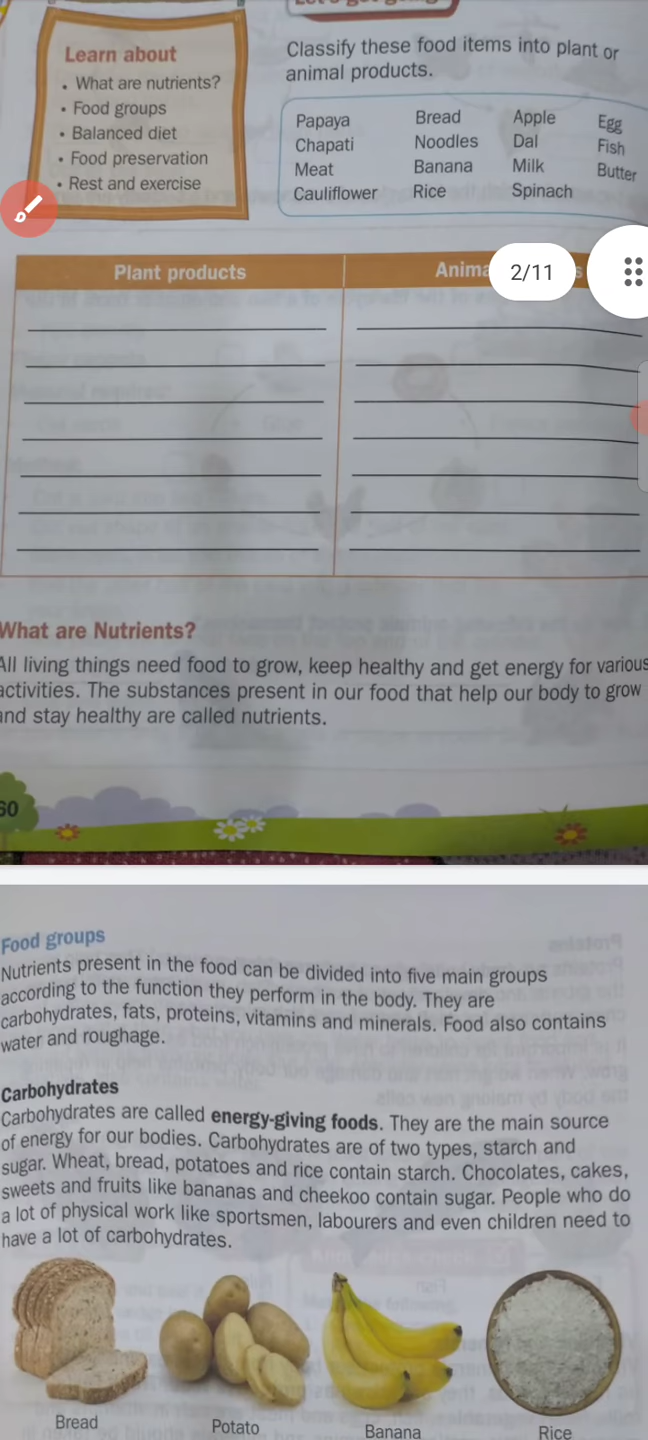 Learn about
• What are nutrients?
• Food groups
• Balanced diet
• Food preservation
• Rest and exercise
Classify these food items into plant or
animal products.
Papaya Bread Apple Egg
Chapati Noodles Dal Fish
Meat Banana Milk Butter
Cauliflower Rice Spinach
Plant products Anima
2/11
What are Nutrients?
All living things need food to grow, keep healthy and get energy for various
activities. The substances present in our food that help our body to grow
and stay healthy are called nutrients.
60
Food groups
Nutrients present in the food can be divided into five main groups
according to the function they perform in the body. They are
carbohydrates, fats, proteins, vitamins and minerals. Food also contains
water and roughage.
Carbohydrates
Carbohydrates are called energy-giving foods. They are the main source
of energy for our bodies. Carbohydrates are of two types, starch and
sugar. Wheat, bread, potatoes and rice contain starch. Chocolates, cakes,
sweets and fruits like bananas and cheekoo contain sugar. People who do
a lot of physical work like sportsmen, labourers and even children need to
have a lot of carbohydrates.
Bread Potato Banana Rice